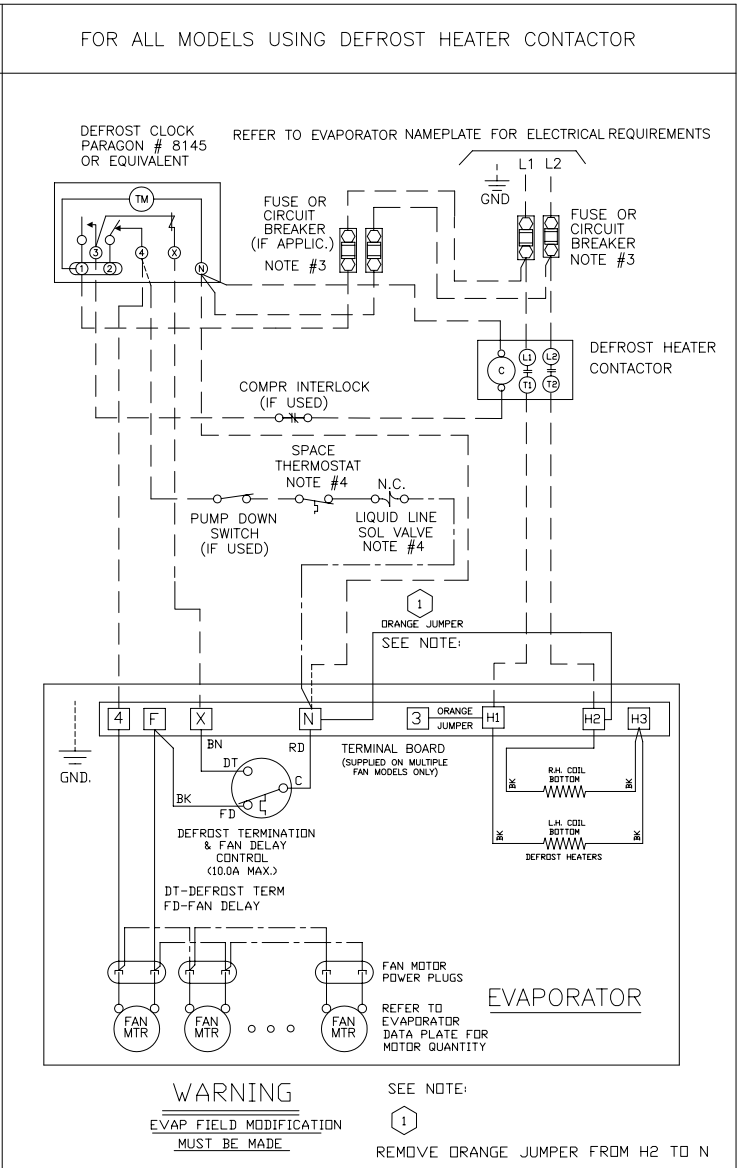 FOR ALL MODELS USING DEFROST HEATER CONTACTOR
DEFROST CLOCK
PARAGON # 8145
OR EQUIVALENT
REFER TO EVAPORATOR NAMEPLATE FOR ELECTRICAL REQUIREMENTS
L1 L2
GND
TM
3
4
X
1
2
N
FUSE OR
CIRCUIT
BREAKER
(IF APPLIC.)
NOTE #3
FUSE OR
CIRCUIT
BREAKER
NOTE #3
C
L1
L2
T1
T2
DEFROST HEATER
CONTACTOR
COMPR INTERLOCK
(IF USED)
SPACE
THERMOSTAT
NOTE #4
N.C.
PUMP DOWN
SWITCH
(IF USED)
LIQUID LINE
SOL VALVE
NOTE #4
1
ORANGE JUMPER
SEE NOTE:
GND.
4
F
X
N
3
ORANGE
JUMPER
H1
H2
H3
BN
RD
DT
C
BK
FD
TERMINAL BOARD
(SUPPLIED ON MULTIPLE
FAN MODELS ONLY)
BK
R.H. COIL
BOTTOM
BK
BK
L.H. COIL
BOTTOM
BK
DEFROST HEATERS
DEFROST TERMINATION
& FAN DELAY
CONTROL
(10.0A MAX.)
DT-DEFROST TERM
FD-FAN DELAY
FAN MOTOR
POWER PLUGS
FAN
MTR
FAN
MTR
FAN
MTR
REFER TO
EVAPORATOR
DATA PLATE FOR
MOTOR QUANTITY
EVAPORATOR
WARNING
EVAP FIELD MODIFICATION
MUST BE MADE
SEE NOTE:
1
REMOVE ORANGE JUMPER FROM H2 TO N